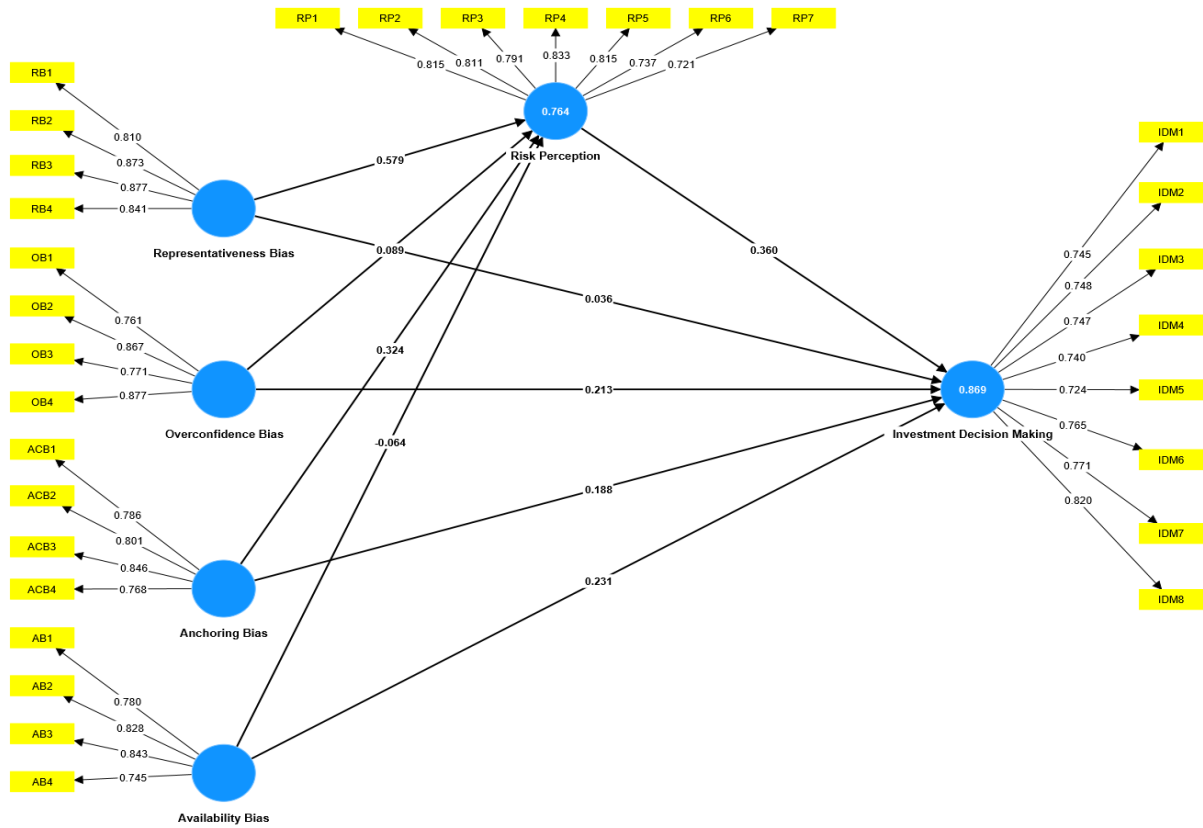 RP1 RP2 RP3 RP4 RP5 RP6 RP7
0.815 0.811 0.791 0.833 0.815 0.737 0.721
0.764
Risk Perception
RB1
RB2
RB3
RB4
0.810
0.873
0.877
0.841
Representativeness Bias
0.579
0.036
OB1
OB2
OB3
OB4
0.761
0.867
0.771
0.877
Overconfidence Bias
0.089
0.213
ACB1
ACB2
ACB3
ACB4
0.786
0.801
0.846
0.768
Anchoring Bias
0.324
0.188
AB1
AB2
AB3
AB4
0.780
0.828
0.843
0.745
Availability Bias
-0.064
0.231
0.360
0.869
Investment Decision Making
IDM1
IDM2
IDM3
IDM4
IDM5
IDM6
IDM7
IDM8
0.745
0.748
0.747
0.740
0.724
0.765
0.771
0.820